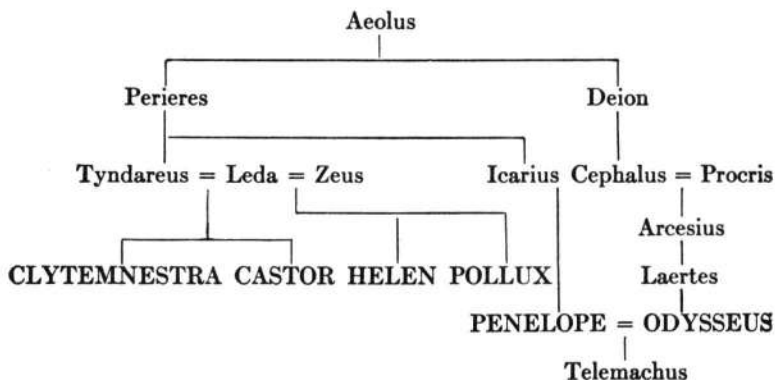 Aeolus
Perieres Deion
Tyndareus = Leda = Zeus Icarius Cephalus = Procris
Arcesius
CLYTEMNESTRA CASTOR HELEN POLLUX Laertes
PENELOPE = ODYSSEUS
Telemachus